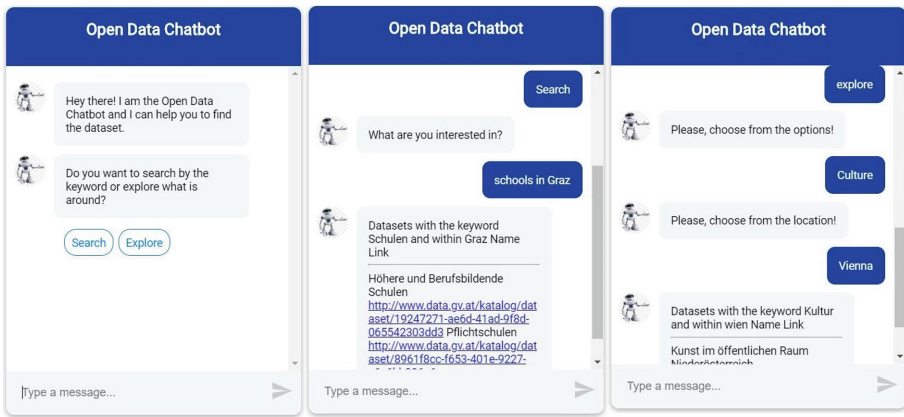 Open Data Chatbot
Hey there! I am the Open Data
Chatbot and I can help you to find
the dataset.
Do you want to search by the
keyword or explore what is
around?
Search
Explore
Type a message...
Open Data Chatbot
Search
What are you interested in?
schools in Graz
Datasets with the keyword
Schulen and within Graz Name
Link
Höhere und Berufsbildende
Schulen
http://www.data.gv.at/katalog/dat
aset/19247271-ae6d-41ad-9f8d-
065542303dd3 Pflichtschulen
http://www.data.gv.at/katalog/dat
aset/8961f8cc-f653-401e-9227-
Type a message...
Open Data Chatbot
explore
Please, choose from the options!
Culture
Please, choose from the location!
Vienna
Datasets with the keyword Kultur
and within wien Name Link
Kunst im öffentlichen Raum
Niederösterreich
Type a message...